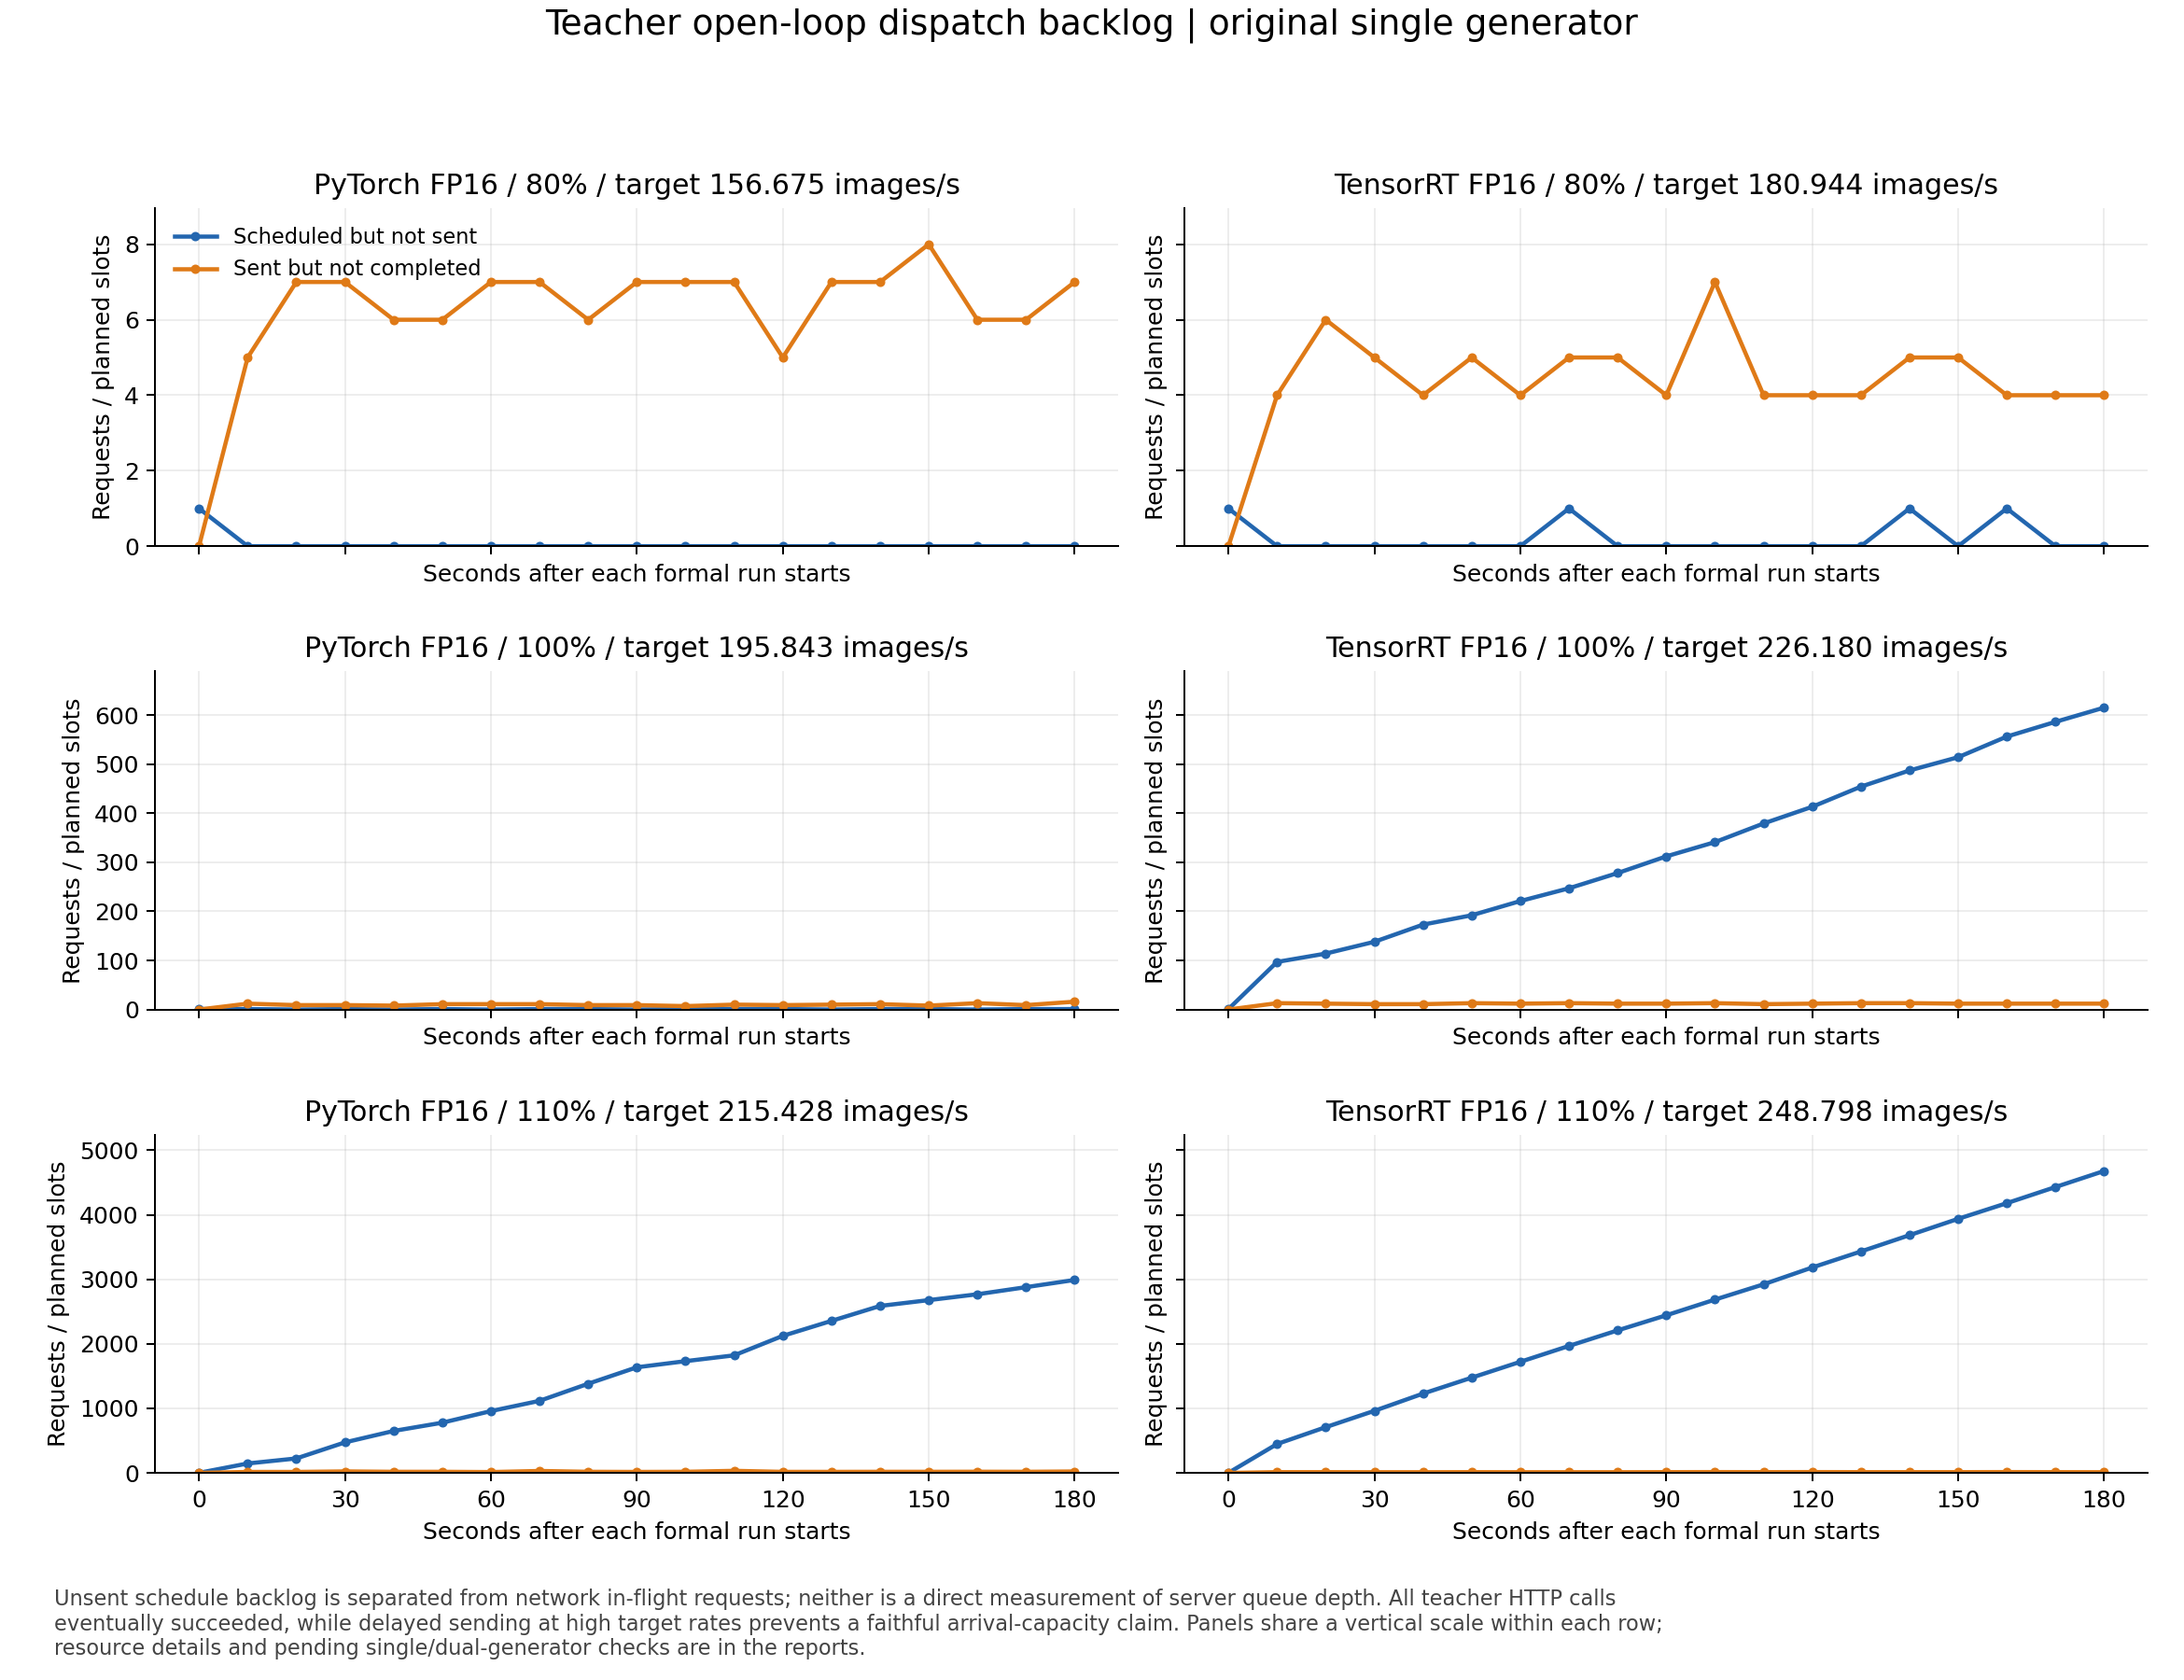 Teacher open-loop dispatch backlog | original single generator
PyTorch FP16 / 80% / target 156.675 images/s
Requests / planned slots
8
6
4
2
0
Scheduled but not sent
Sent but not completed
Seconds after each formal run starts
TensorRT FP16 / 80% / target 180.944 images/s
Requests / planned slots
Seconds after each formal run starts
PyTorch FP16 / 100% / target 195.843 images/s
Requests / planned slots
600
500
400
300
200
100
0
Seconds after each formal run starts
TensorRT FP16 / 100% / target 226.180 images/s
Requests / planned slots
Seconds after each formal run starts
PyTorch FP16 / 110% / target 215.428 images/s
Requests / planned slots
5000
4000
3000
2000
1000
0
0 30 60 90 120 150 180
Seconds after each formal run starts
TensorRT FP16 / 110% / target 248.798 images/s
Requests / planned slots
0 30 60 90 120 150 180
Seconds after each formal run starts
Unsent schedule backlog is separated from network in-flight requests; neither is a direct measurement of server queue depth. All teacher HTTP calls
eventually succeeded, while delayed sending at high target rates prevents a faithful arrival-capacity claim. Panels share a vertical scale within each row;
resource details and pending single/dual-generator checks are in the reports.